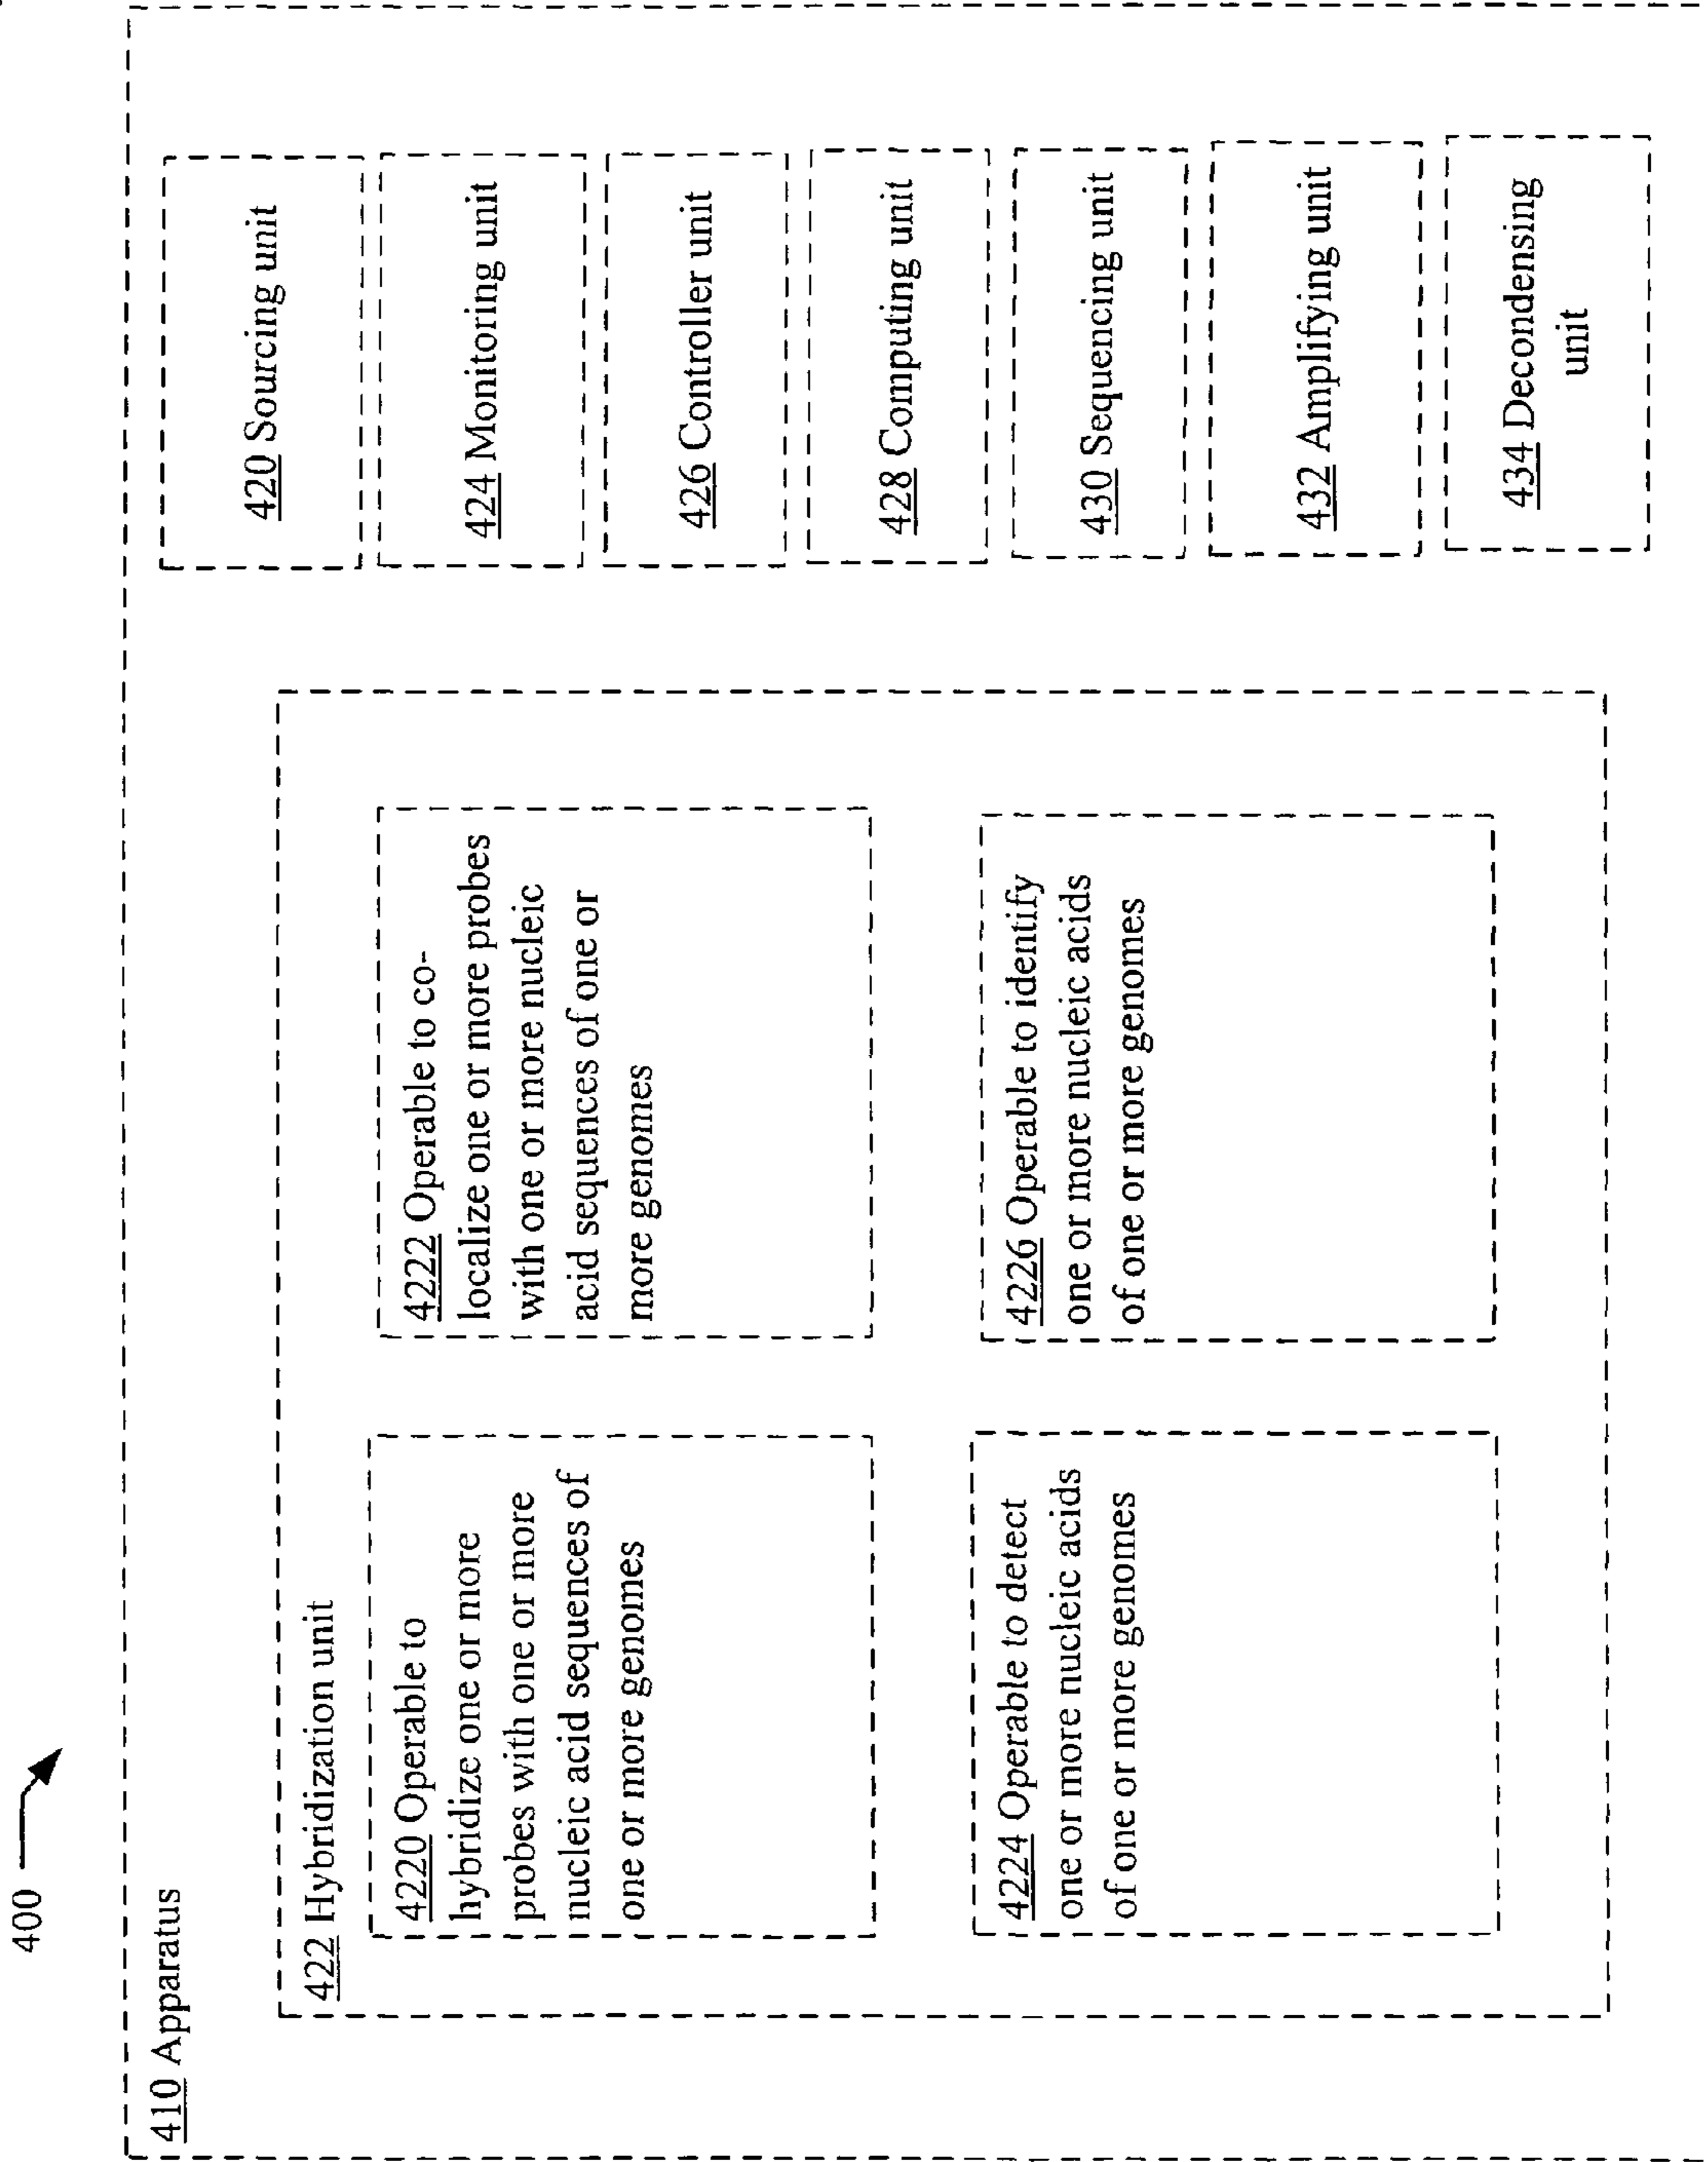 400
410 Apparatus
422 Hybridization unit
4220 Operable to
hybridize one or more
probes with one or more
nucleic acid sequences of
one or more genomes
4222 Operable to co-
localize one or more probes
with one or more nucleic
acid sequences of one or
more genomes
4224 Operable to detect
one or more nucleic acids
of one or more genomes
4226 Operable to identify
one or more nucleic acids
of one or more genomes
420 Sourcing unit
424 Monitoring unit
426 Controller unit
428 Computing unit
430 Sequencing unit
432 Amplifying unit
434 Decondensing
unit